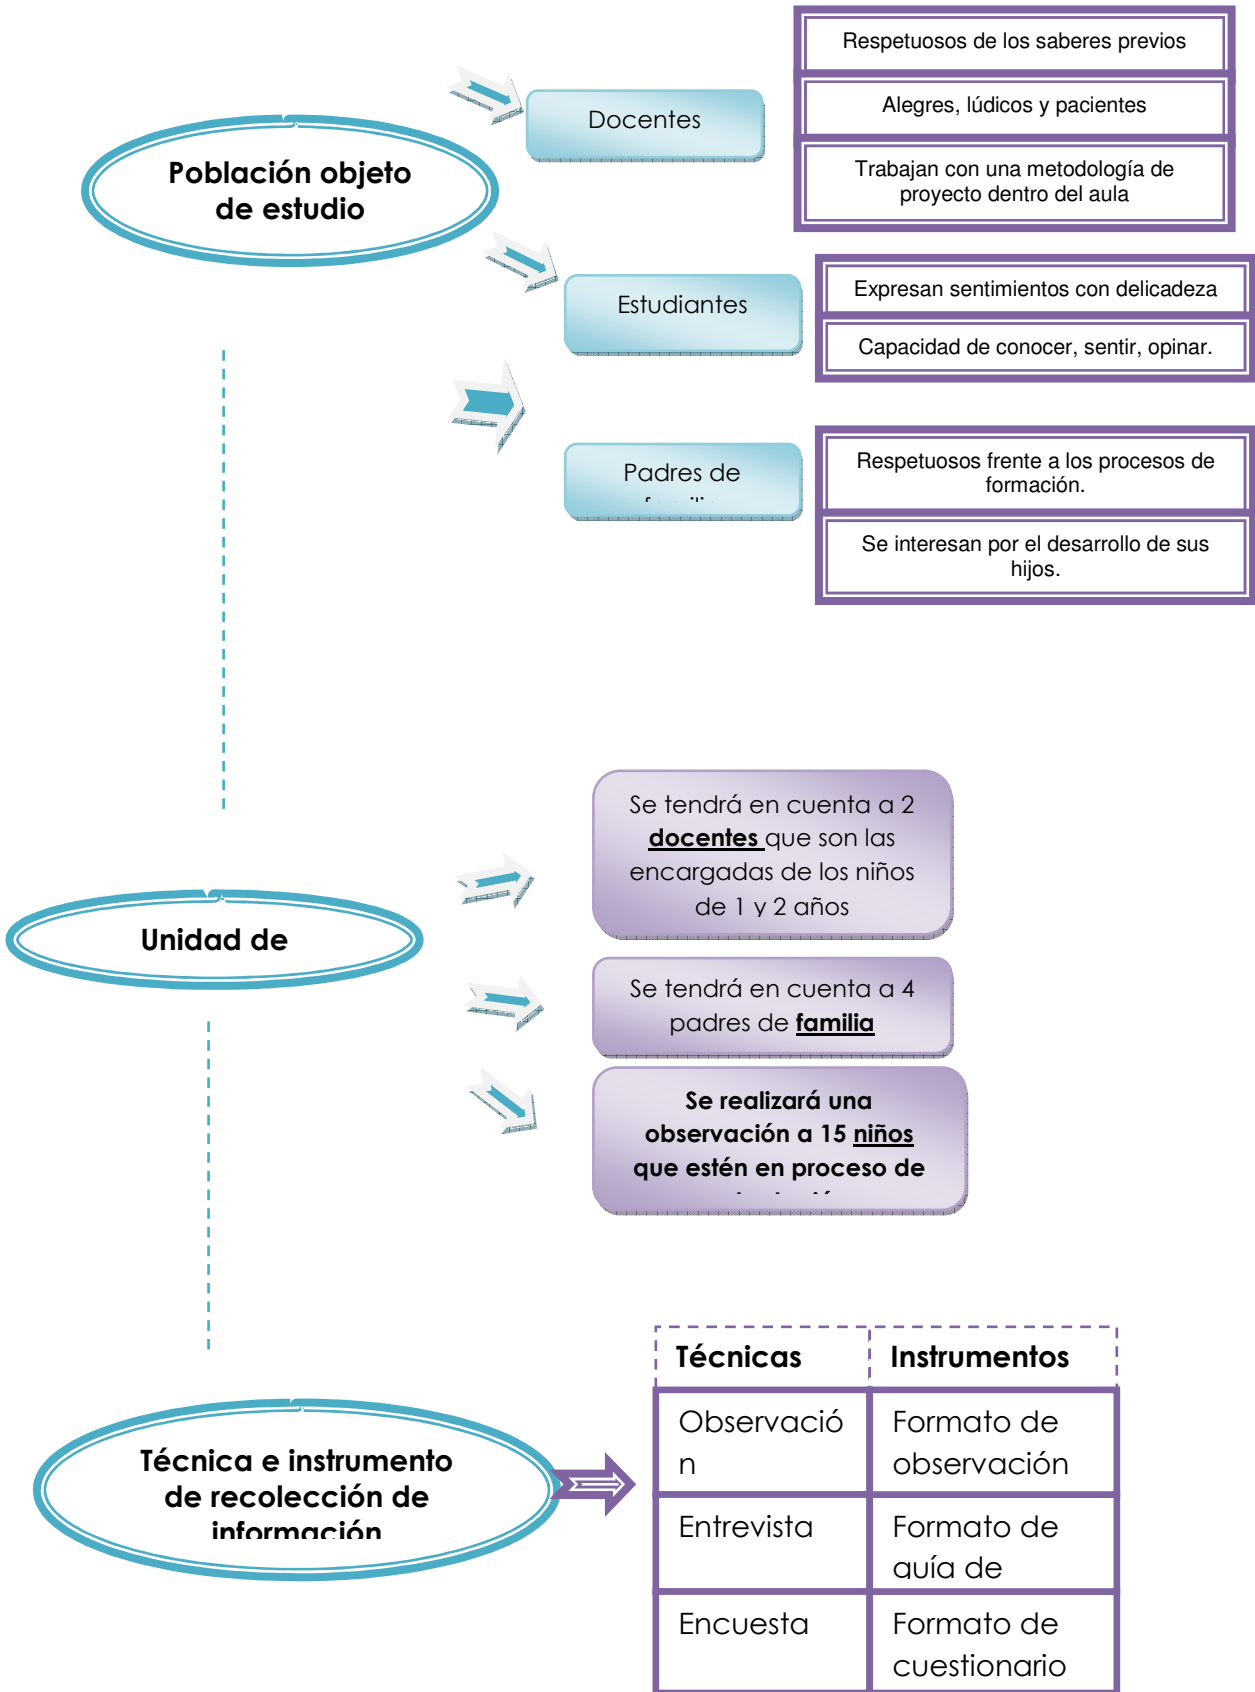 Población objeto
de estudio
Docentes
Respetuosos de los saberes previos
Alegres, lúdicos y pacientes
Trabajan con una metodología de
proyecto dentro del aula
Estudiantes
Expresan sentimientos con delicadeza
Capacidad de conocer, sentir, opinar.
Padres de
Respetuosos frente a los procesos de
formación.
Se interesan por el desarrollo de sus
hijos.
Unidad de
Se tendrá en cuenta a 2
docentes que son las
encargadas de los niños
de 1 y 2 años
Se tendrá en cuenta a 4
padres de familia
Se realizará una
observación a 15 niños
que estén en proceso de
Técnica e instrumento
de recolección de
información
Técnicas Instrumentos
Observació
n
Formato de
observación
Entrevista
Formato de
guía de
Encuesta
Formato de
cuestionario